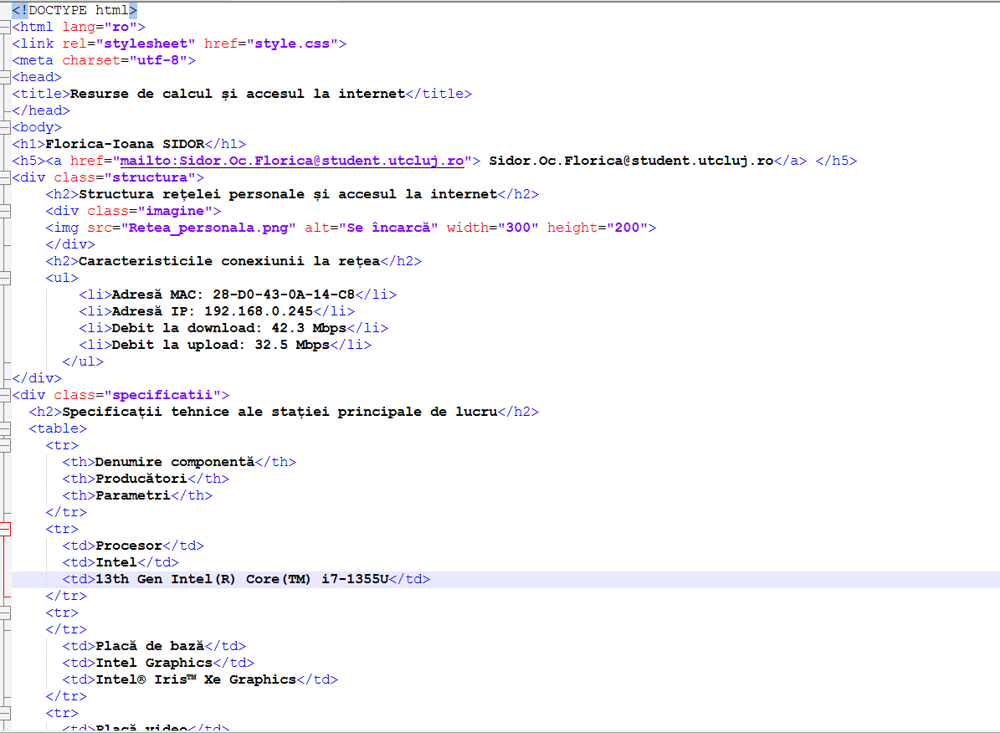 <!DOCTYPE html>
<html lang="ro">
<link rel="stylesheet" href="style.css">
<meta charset="utf-8">
<head>
<title>Resurse de calcul și accesul la internet</title>
</head>
<body>
<h1>Florica-Ioana SIDOR</h1>
<h5><a href="mailto:Sidor.Oc.Florica@student.utcluj.ro"> Sidor.Oc.Florica@student.utcluj.ro</a> </h5>
<div class="structura">
    <h2>Structura rețelei personale și accesul la internet</h2>
    <div class="imagine">
    <img src="Retea_personala.png" alt="Se încarcă" width="300" height="200">
    </div>
    <h2>Caracteristicile conexiunii la rețea</h2>
    <ul>
        <li>Adresă MAC: 28-D0-43-0A-14-C8</li>
        <li>Adresă IP: 192.168.0.245</li>
        <li>Debit la download: 42.3 Mbps</li>
        <li>Debit la upload: 32.5 Mbps</li>
      </ul>
</div>
<div class="specificatii">
  <h2>Specificații tehnice ale stației principale de lucru</h2>
  <table>
    <tr>
      <th>Denumire componentă</th>
      <th>Producători</th>
      <th>Parametri</th>
    </tr>
    <tr>
      <td>Procesor</td>
      <td>Intel</td>
      <td>13th Gen Intel(R) Core(TM) i7-1355U</td>
    </tr>
    <tr>
    </tr>
      <td>Placă de bază</td>
      <td>Intel Graphics</td>
      <td>Intel® Iris™ Xe Graphics</td>
    </tr>
    <tr>
      <td>Placă video</td>